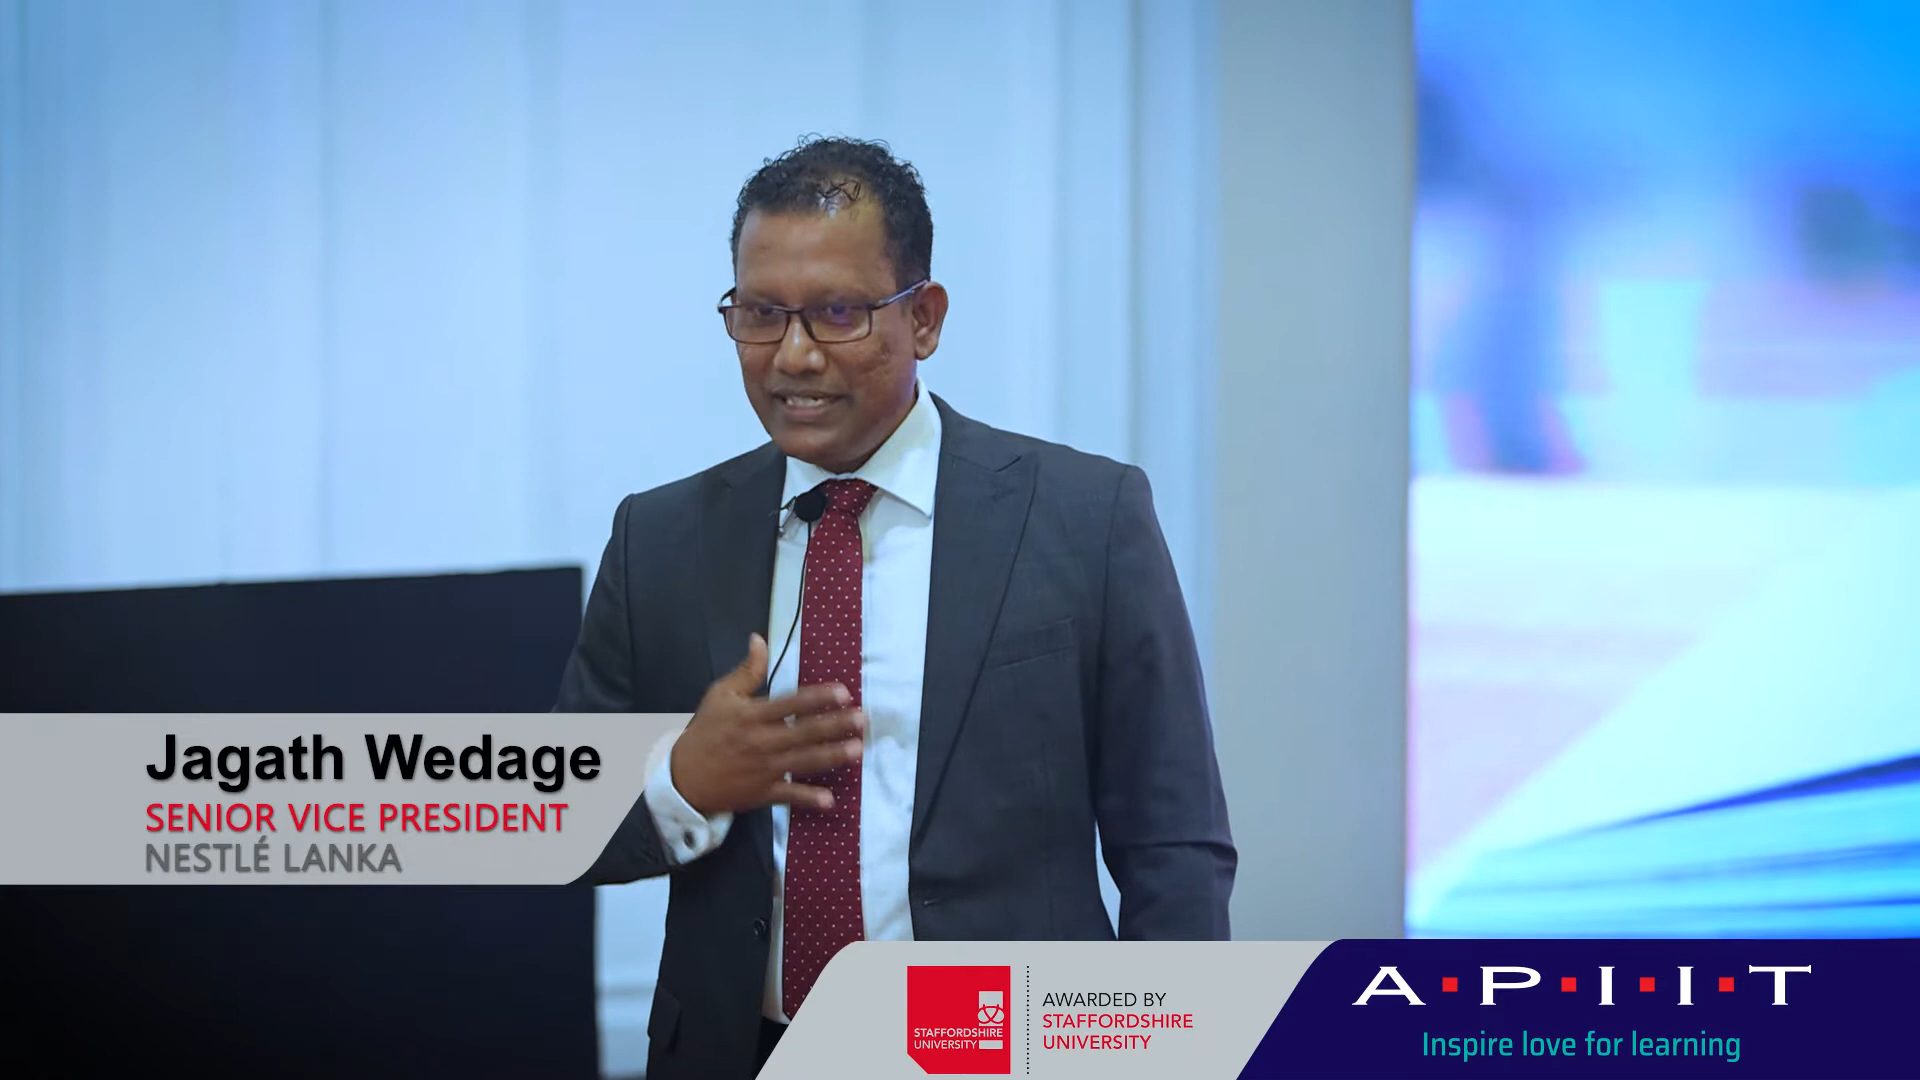 Jagath Wedage
SENIOR VICE PRESIDENT
NESTLÉ LANKA
STAFFORDSHIRE
UNIVERSITY
AWARDED BY
STAFFORDSHIRE
UNIVERSITY
A·P·I·I·T
Inspire love for learning